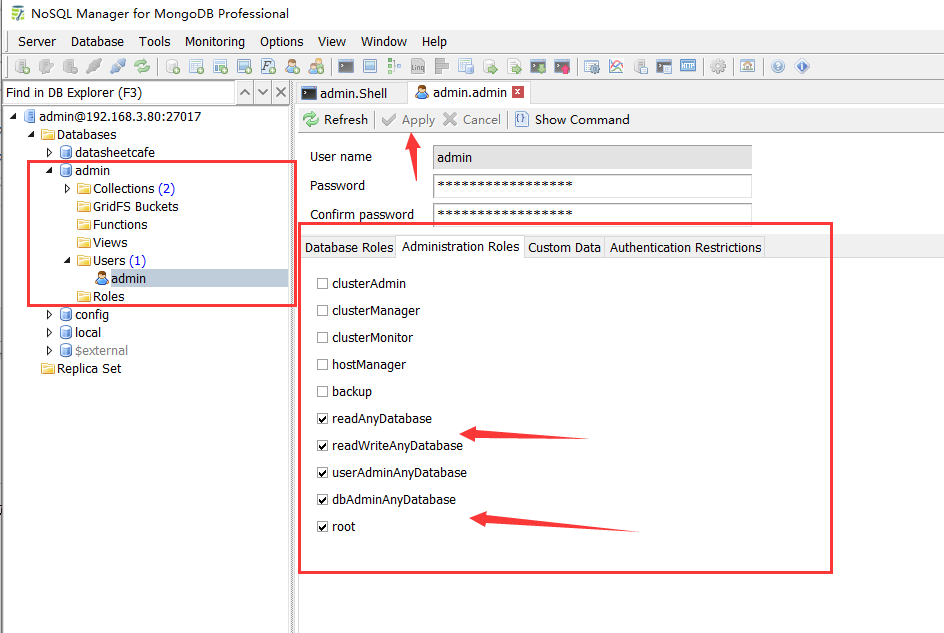 NoSQL Manager for MongoDB Professional
Server Database Tools Monitoring Options View Window Help
Find in DB Explorer (F3)
admin@192.168.3.80:27017
Databases
datasheetcafe
admin
Collections (2)
GridFS Buckets
Functions
Views
Users (1)
admin
Roles
config
local
$external
Replica Set
admin.Shell admin.admin
Refresh Apply Cancel Show Command
User name admin
Password *****************
Confirm password *****************
Database Roles Administration Roles Custom Data Authentication Restrictions
clusterAdmin
clusterManager
clusterMonitor
hostManager
backup
readAnyDatabase
readWriteAnyDatabase
userAdminAnyDatabase
dbAdminAnyDatabase
root